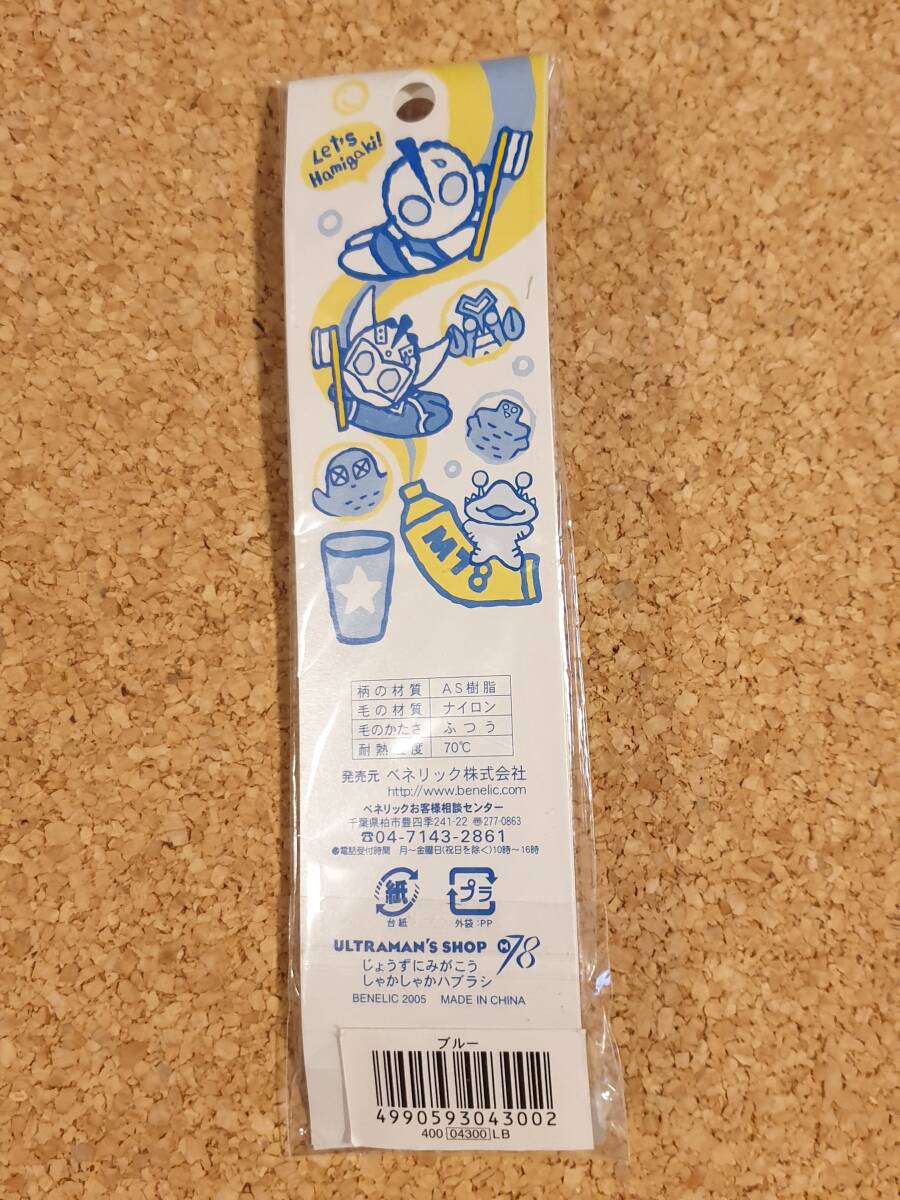 Let's
Hamigaki!
M78
柄の材質 AS樹脂
毛の材質 ナイロン
毛のかたさ ふつう
耐熱 度 70℃
発売元 ベネリック株式会社
http://www.benelic.com
ベネリックお客様相談センター
千葉県柏市豊四季241-22 〠277-0863
☎04-7143-2861
●電話受付時間 月〜金曜日(祝日を除く)10時〜16時
紙 プラ
台紙 外袋:PP
ULTRAMAN'S SHOP M78
じょうずにみがこう
しゃかしゃかハブラシ
BENELIC 2005 MADE IN CHINA
ブルー
4990593043002
400 04300 LB